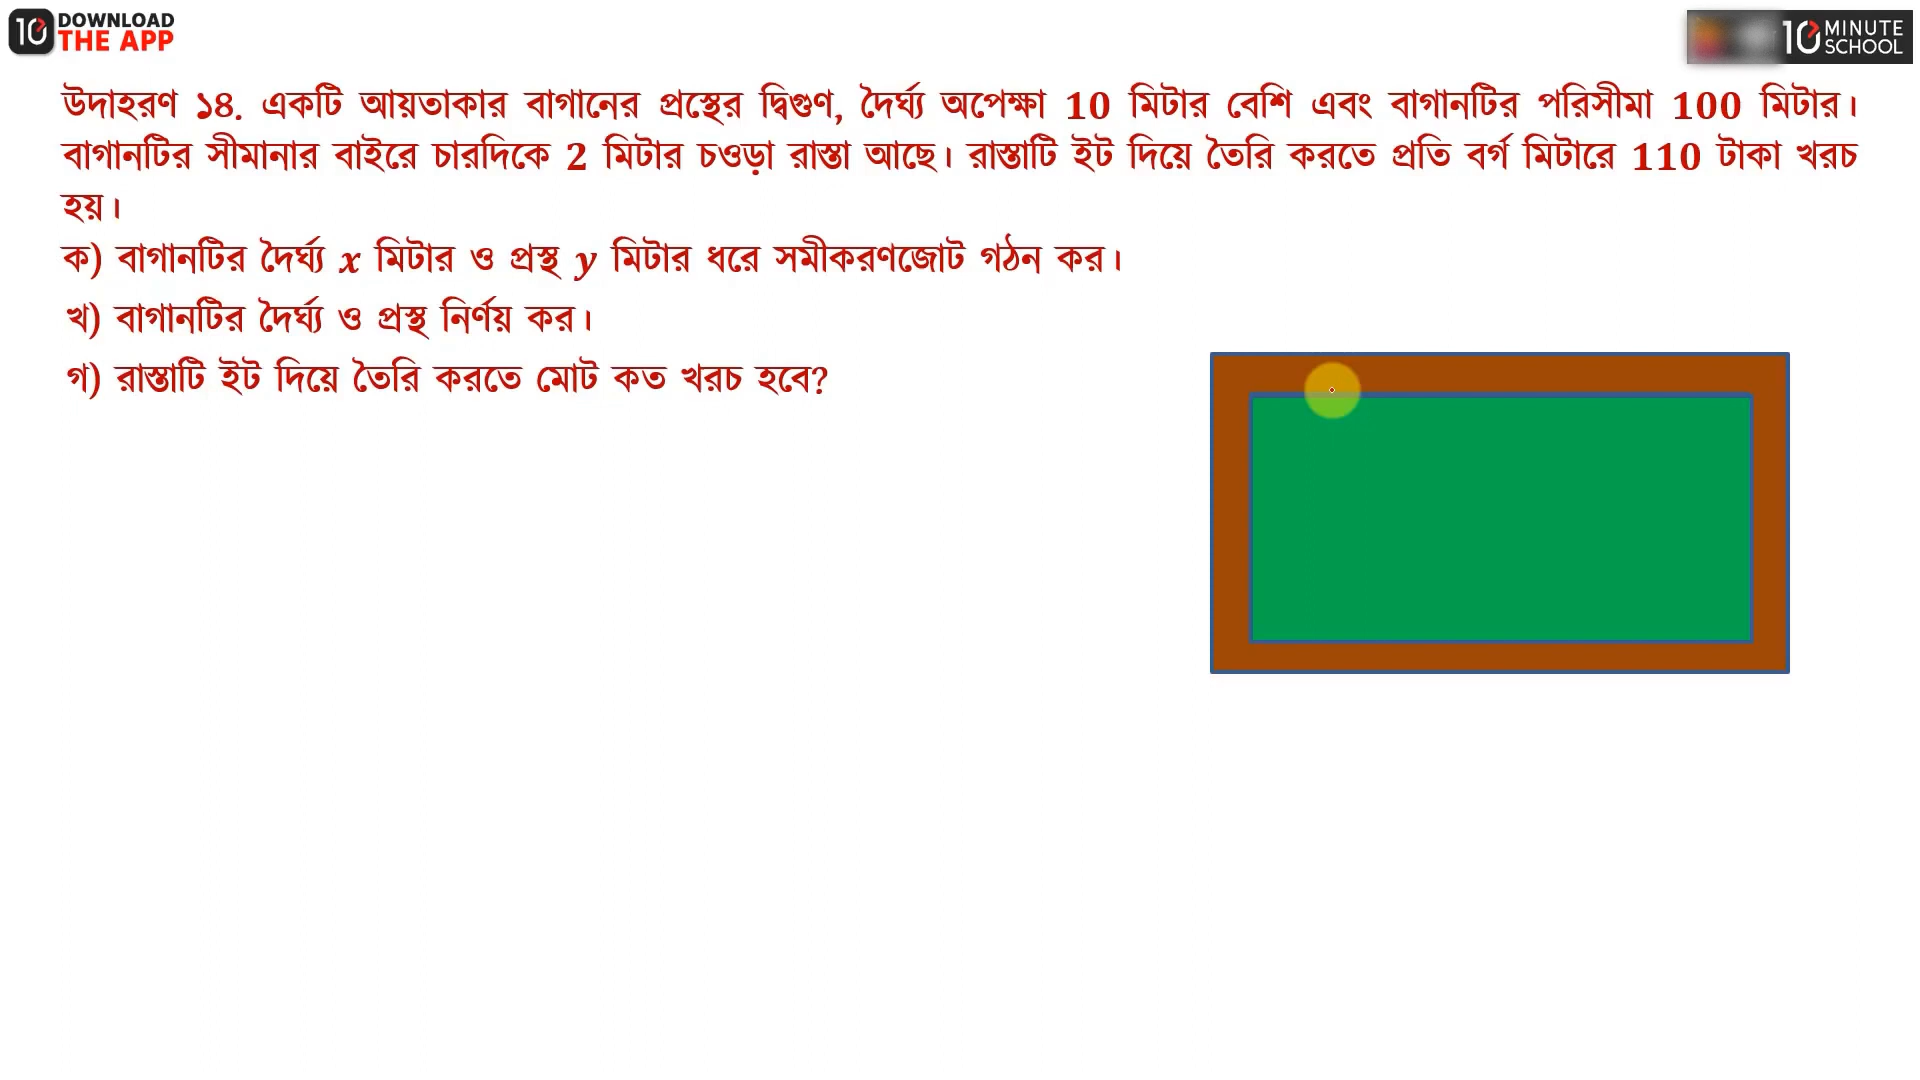 10 DOWNLOAD
THE APP
10 MINUTE
SCHOOL
উদাহরণ ১৪. একটি আয়তাকার বাগানের প্রস্থের দ্বিগুণ, দৈর্ঘ্য অপেক্ষা 10 মিটার বেশি এবং বাগানটির পরিসীমা 100 মিটার।
বাগানটির সীমানার বাইরে চারদিকে 2 মিটার চওড়া রাস্তা আছে। রাস্তাটি ইট দিয়ে তৈরি করতে প্রতি বর্গ মিটারে 110 টাকা খরচ
হয়।
ক) বাগানটির দৈর্ঘ্য x মিটার ও প্রস্থ y মিটার ধরে সমীকরণজোট গঠন কর।
খ) বাগানটির দৈর্ঘ্য ও প্রস্থ নির্ণয় কর।
গ) রাস্তাটি ইট দিয়ে তৈরি করতে মোট কত খরচ হবে?